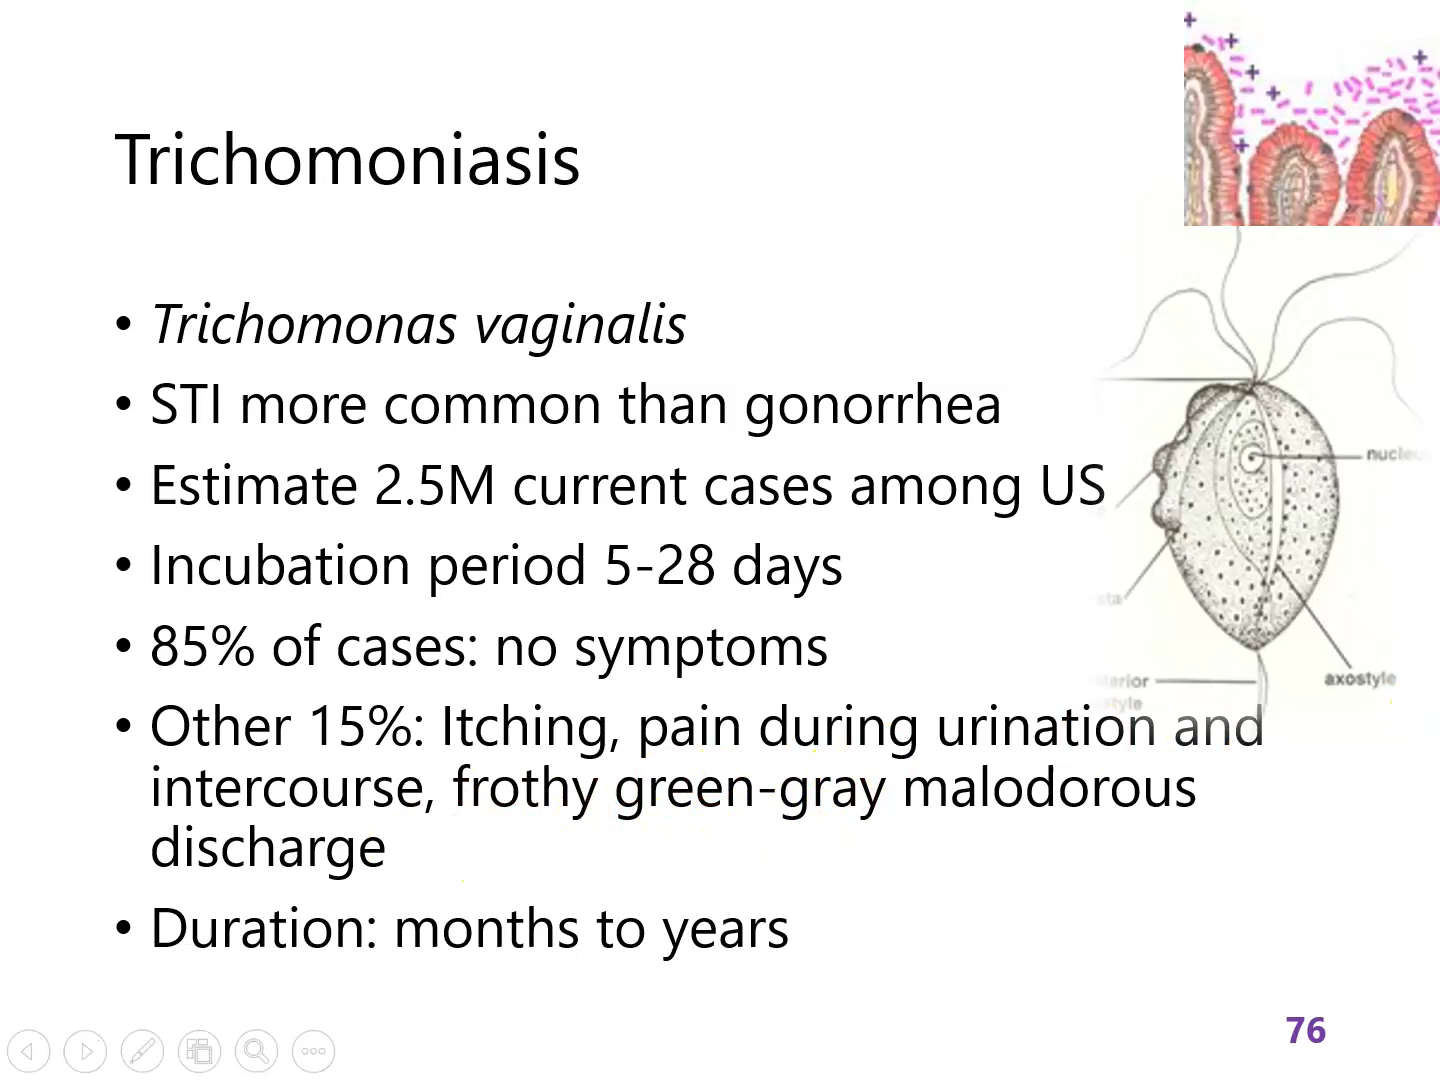 Trichomoniasis
• Trichomonas vaginalis
• STI more common than gonorrhea
• Estimate 2.5M current cases among US
• Incubation period 5-28 days
• 85% of cases: no symptoms
• Other 15%: Itching, pain during urination and
intercourse, frothy green-gray malodorous
discharge
• Duration: months to years
axostyle
76